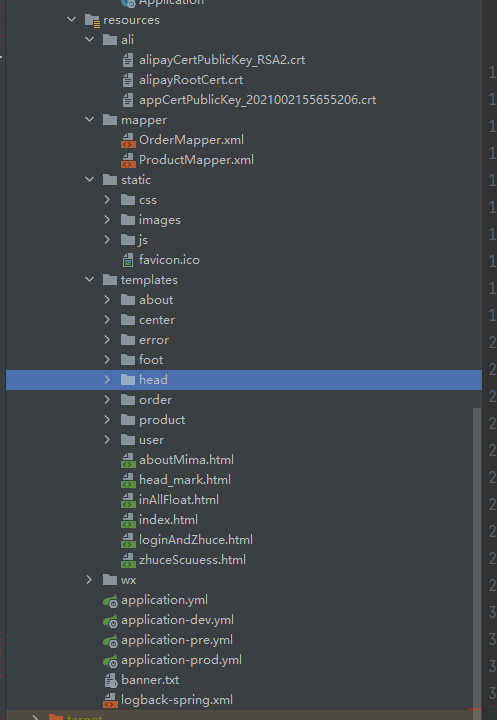 Application
resources
ali
alipayCertPublicKey_RSA2.crt
alipayRootCert.crt
appCertPublicKey_2021002155655206.crt
mapper
OrderMapper.xml
ProductMapper.xml
static
css
images
js
favicon.ico
templates
about
center
error
foot
head
order
product
user
aboutMima.html
head_mark.html
inAllFloat.html
index.html
loginAndZhuce.html
zhuceScuuess.html
wx
application.yml
application-dev.yml
application-pre.yml
application-prod.yml
banner.txt
logback-spring.xml
target